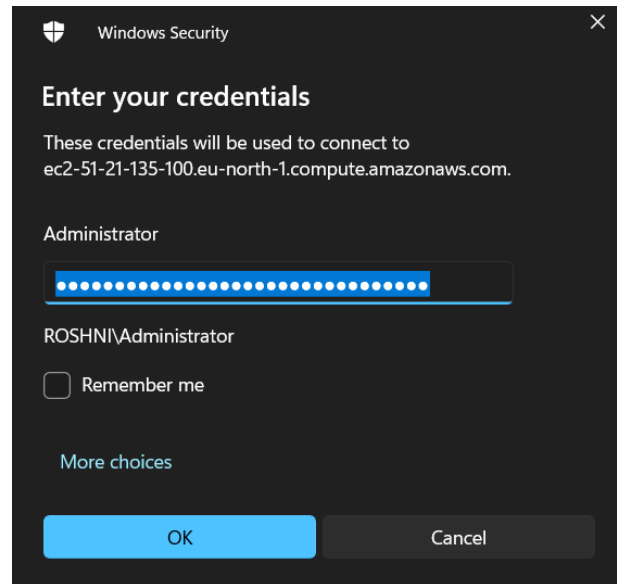 Windows Security
Enter your credentials
These credentials will be used to connect to
ec2-51-21-135-100.eu-north-1.compute.amazonaws.com.
Administrator
••••••••••••••••••••••••••••••••
ROSHNI\Administrator
Remember me
More choices
OK
Cancel